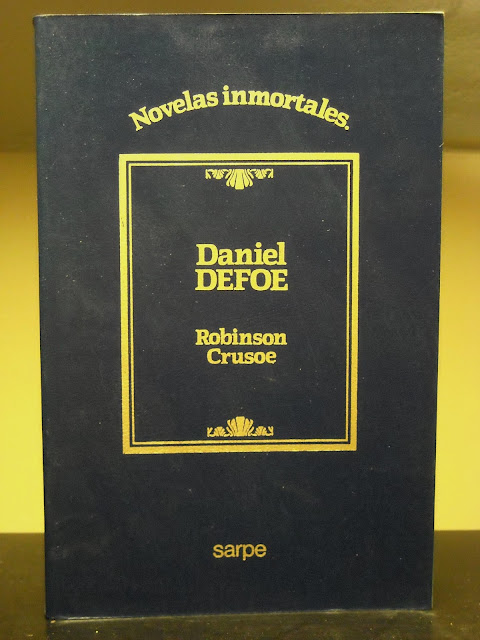 Novelas inmortales.
Daniel
DEFOE
Robinson
Crusoe
sarpe